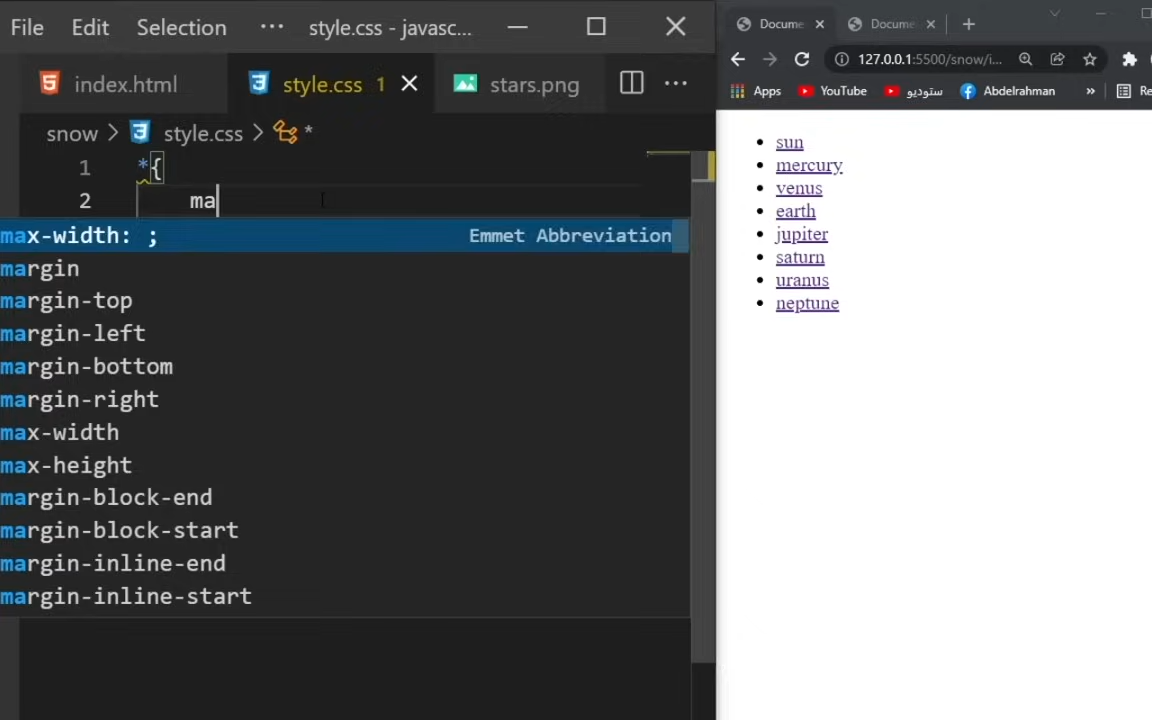 File Edit Selection ··· style.css - javasc...
index.html style.css 1 stars.png ···
snow > style.css > *
1 *{
2 ma
max-width: ; Emmet Abbreviation
margin
margin-top
margin-left
margin-bottom
margin-right
max-width
max-height
margin-block-end
margin-block-start
margin-inline-end
margin-inline-start
Docume Docume
127.0.0.1:5500/snow/i...
Apps YouTube ستوديو Abdelrahman » Re
• sun
• mercury
• venus
• earth
• jupiter
• saturn
• uranus
• neptune